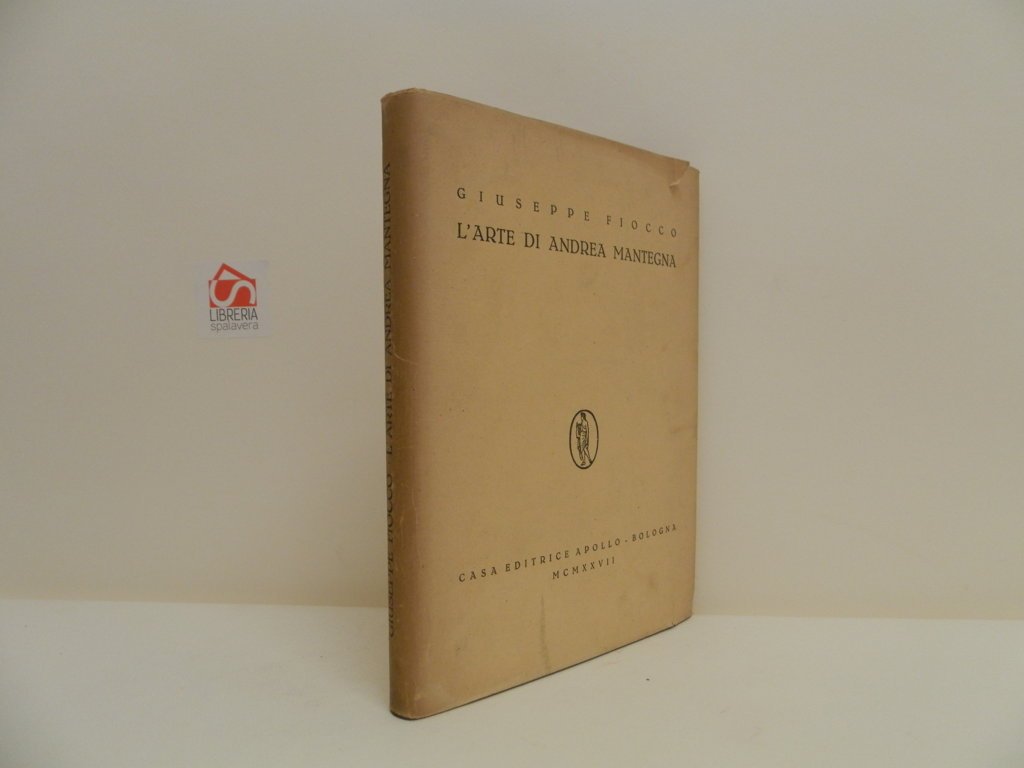 GIUSEPPE FIOCCO
L'ARTE DI ANDREA MANTEGNA
CASA EDITRICE APOLLO - BOLOGNA
MCMXXVII
GIUSEPPE FIOCCO L'ARTE DI ANDREA MANTEGNA
LIBRERIA
spalavera